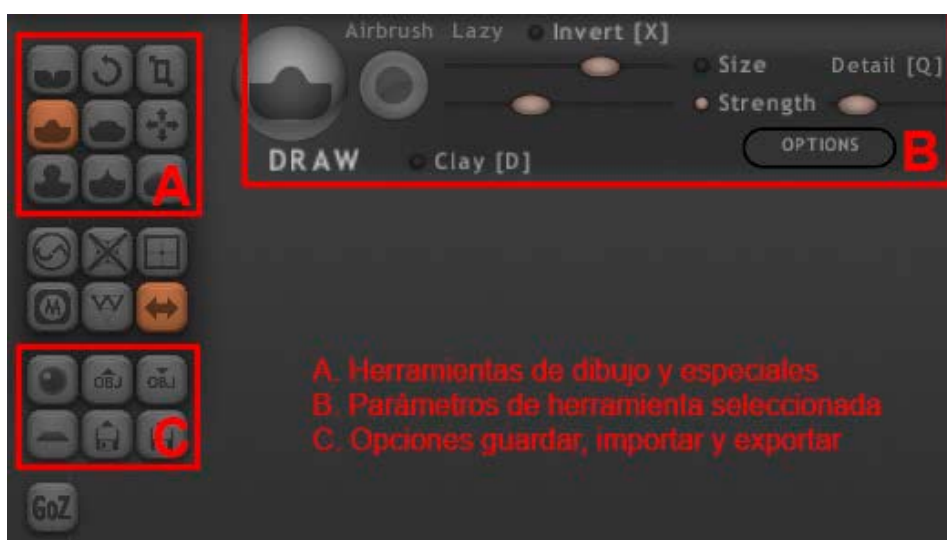 Airbrush Lazy Invert [X]
Size Detail [Q]
Strength
OPTIONS
B
DRAW Clay [D]
A
OBJ OBJ
C
GoZ
A. Herramientas de dibujo y especiales
B. Parámetros de herramienta seleccionada
C. Opciones guardar, importar y exportar